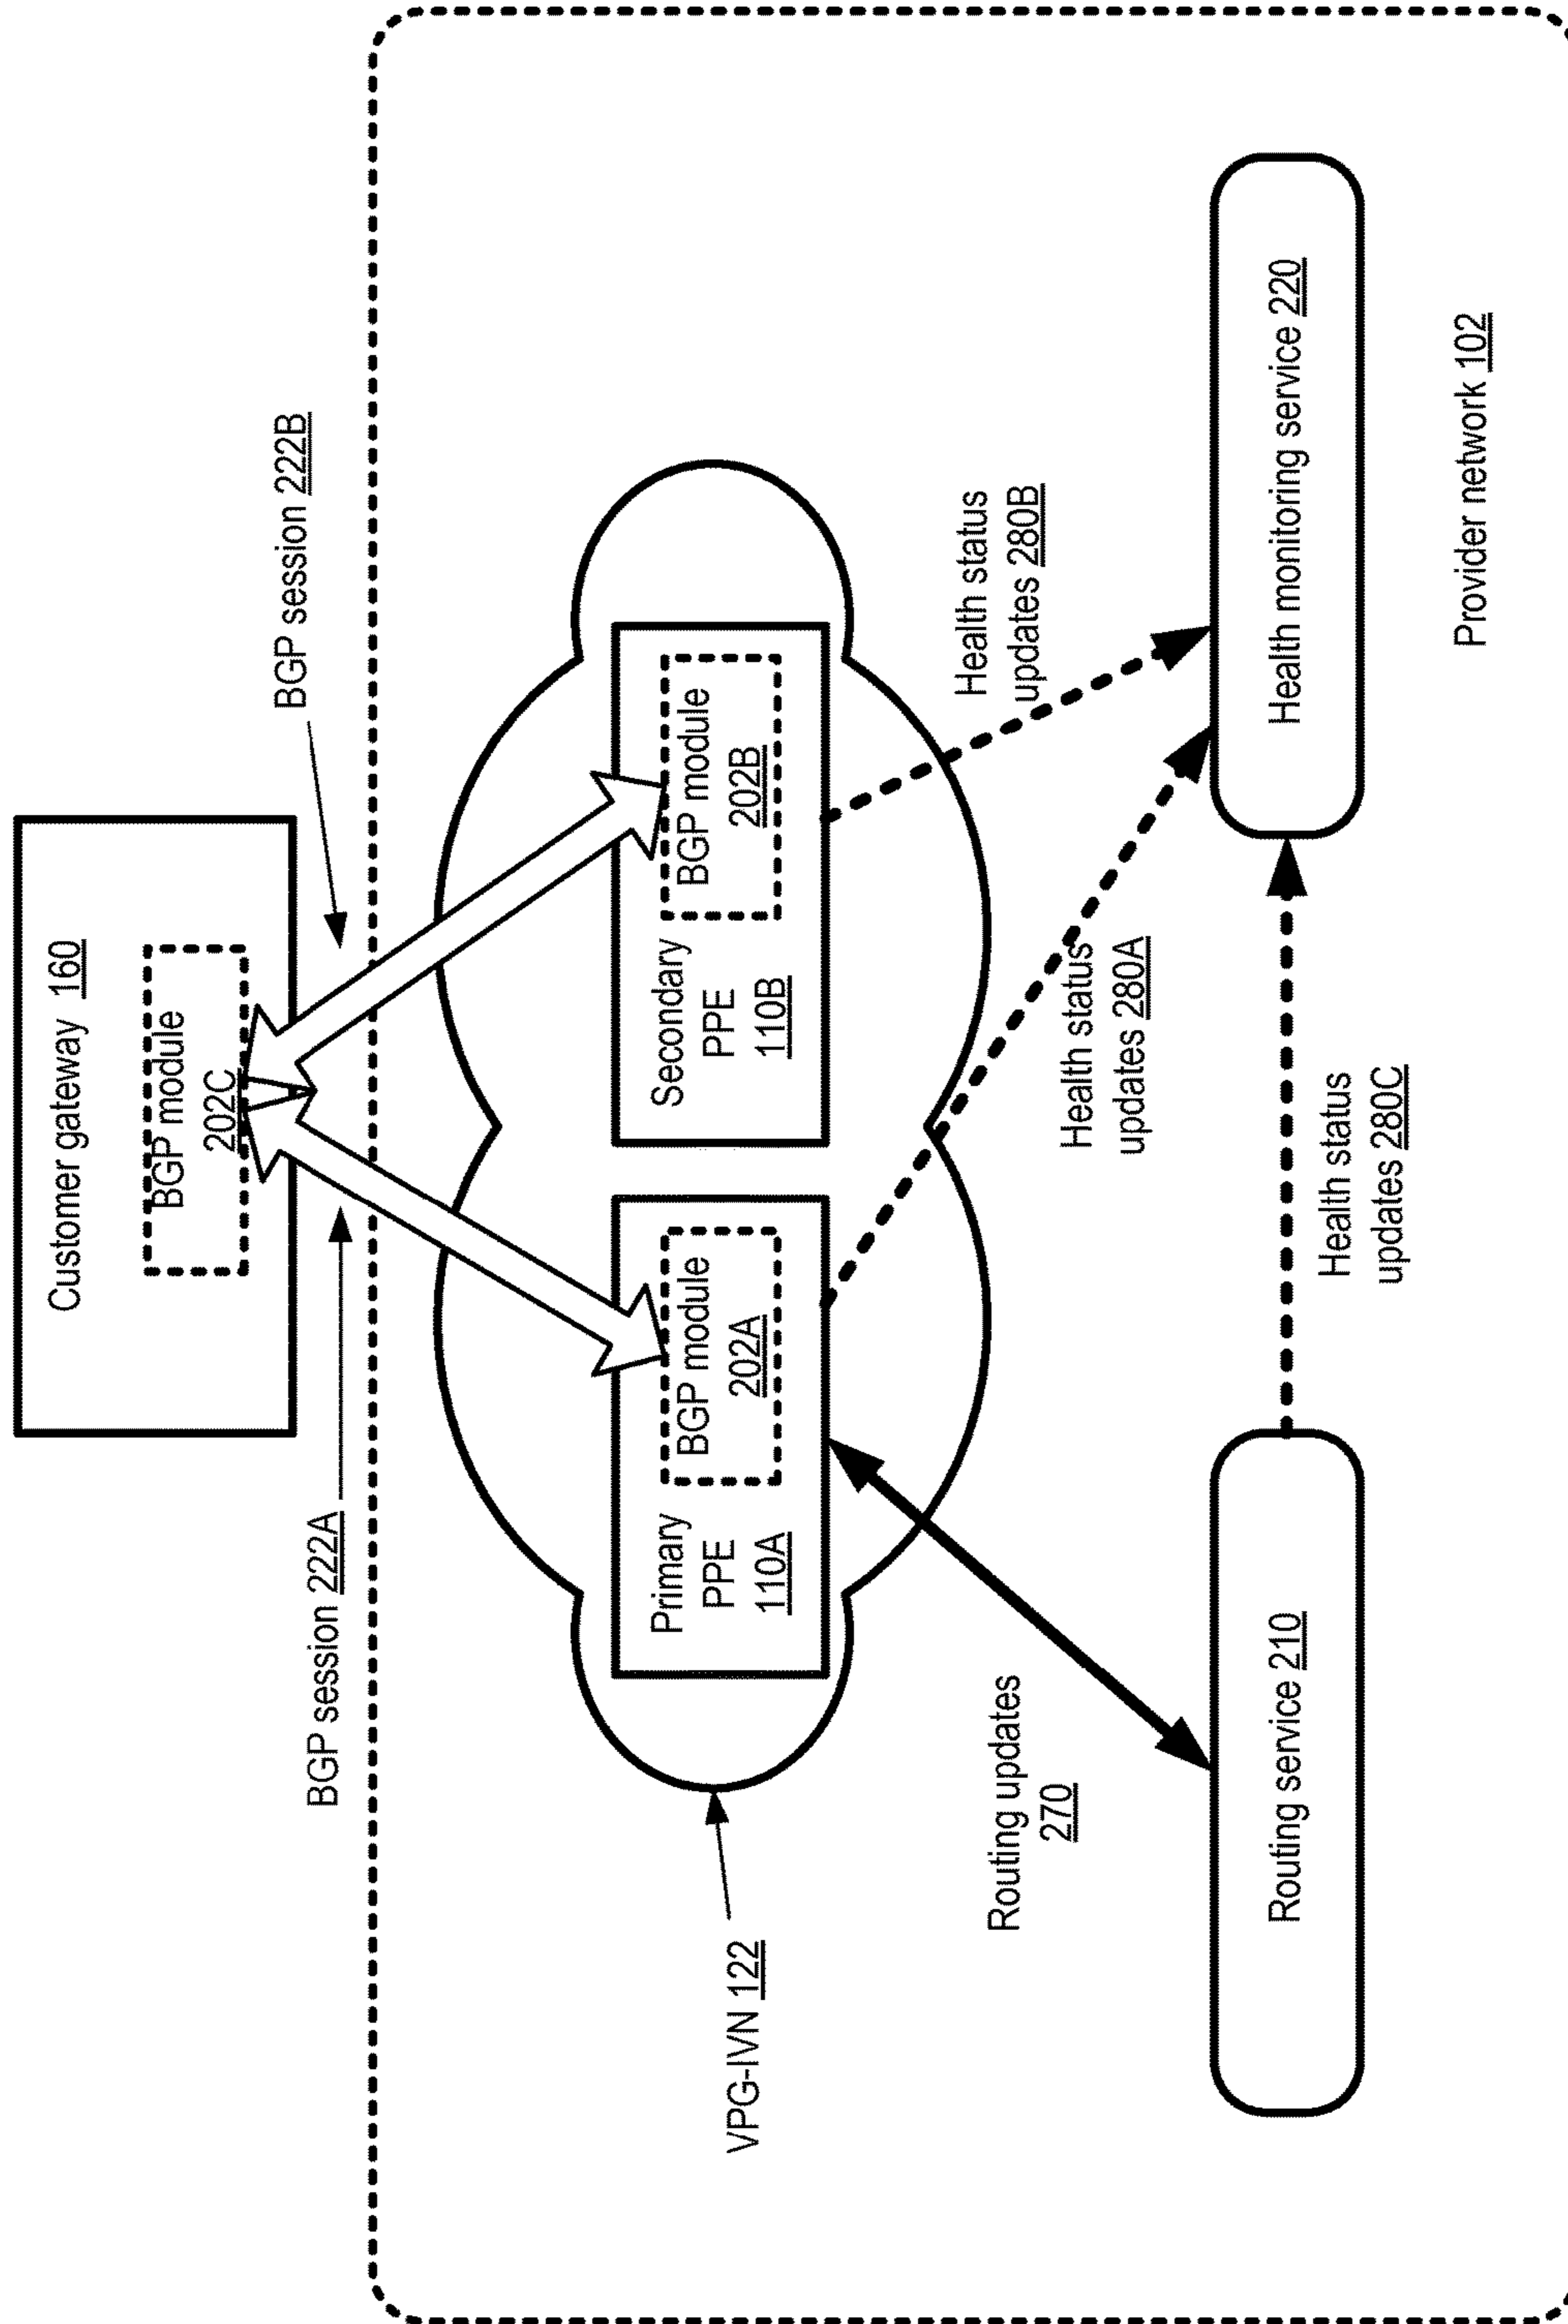 Customer gateway 160
BGP module
202C
BGP session 222A
BGP session 222B
VPG-IVN 122
Primary
PPE
110A
BGP module
202A
Secondary
PPE
110B
BGP module
202B
Routing updates
270
Health status
updates 280A
Health status
updates 280B
Routing service 210
Health status
updates 280C
Health monitoring service 220
Provider network 102